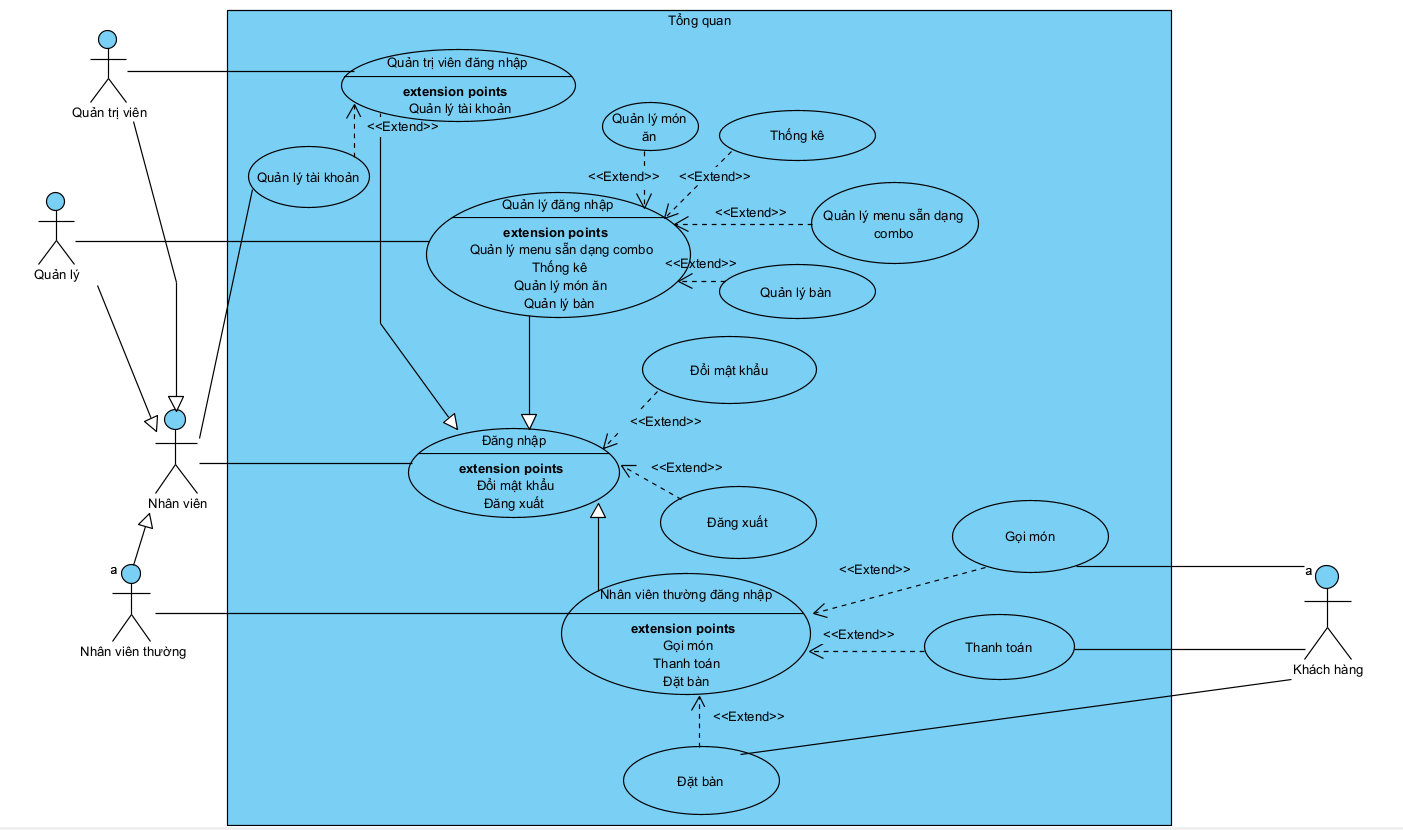 Tổng quan
Quản trị viên
Quản trị viên đăng nhập
extension points
Quản lý tài khoản
<<Extend>>
Quản lý tài khoản
Quản lý món
ăn
Thống kê
<<Extend>>
<<Extend>>
Quản lý
Quản lý đăng nhập
extension points
Quản lý menu sẵn dạng combo
Thống kê
Quản lý món ăn
Quản lý bàn
<<Extend>>
Quản lý menu sẵn dạng
combo
<<Extend>>
Quản lý bàn
Đổi mật khẩu
<<Extend>>
Nhân viên
Đăng nhập
extension points
Đổi mật khẩu
Đăng xuất
<<Extend>>
Đăng xuất
a
Nhân viên thường
Nhân viên thường đăng nhập
extension points
Gọi món
Thanh toán
Đặt bàn
<<Extend>>
Gọi món
<<Extend>>
Thanh toán
a
Khách hàng
<<Extend>>
Đặt bàn